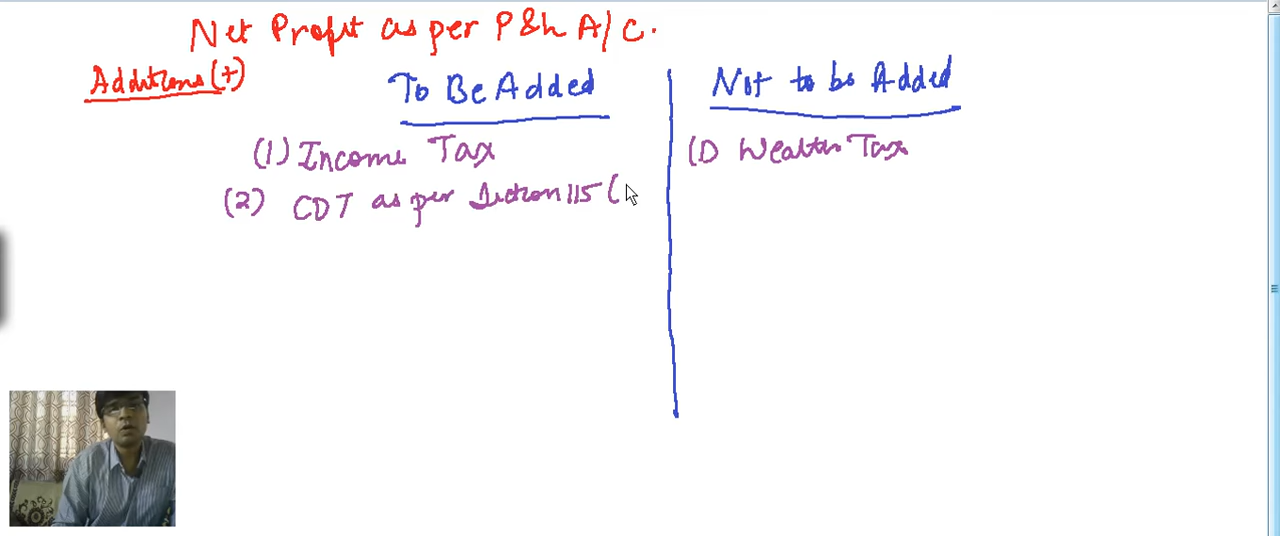 Net Profit as per P&L A/C.
Additions (+)
To Be Added
Not to be Added
(1) Income Tax
(1) Wealth Tax
(2) CDT as per Section 115 (